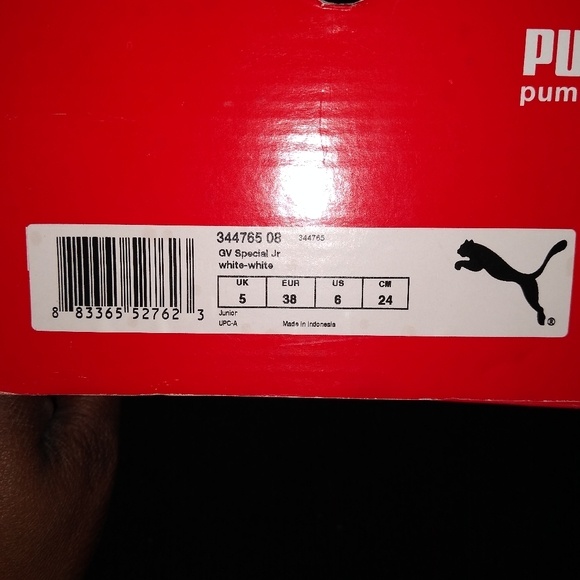 PU
pum
344765 08 344765
GV Special Jr
white-white
UK EUR US CM
5 38 6 24
Junior
UPC-A Made in Indonesia
8 83365 52762 3
®